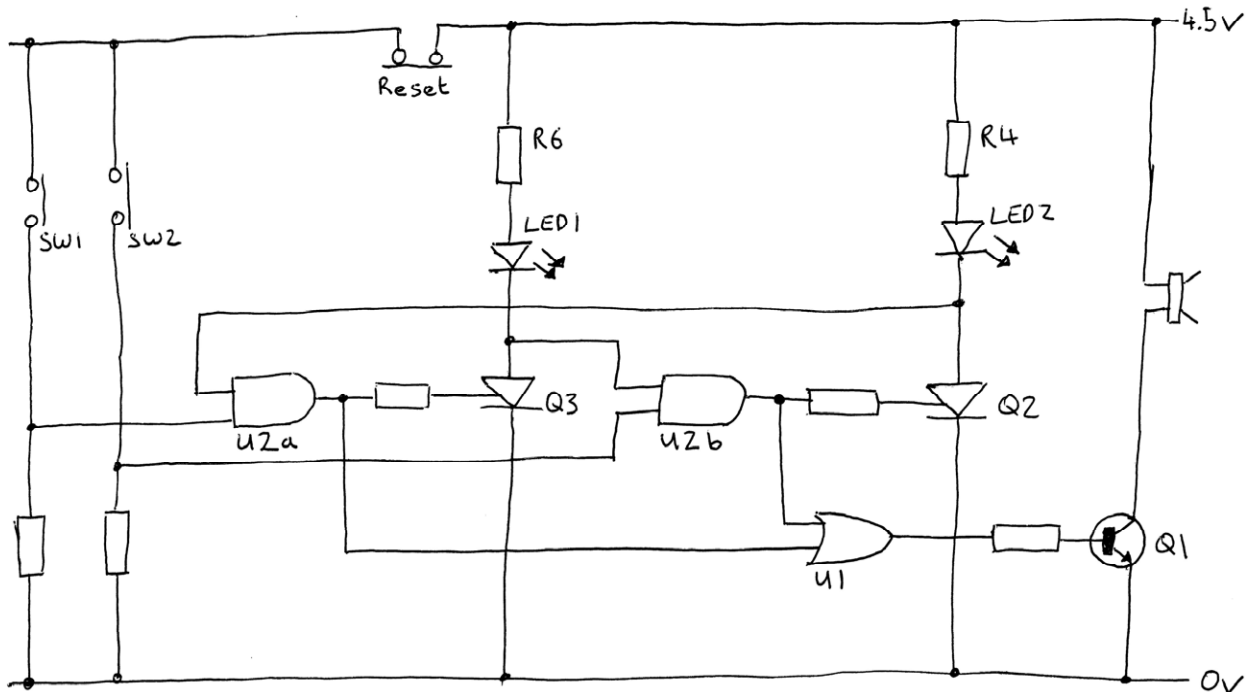 4.5V
Reset
R6
R4
LED1
LED2
SW1
SW2
Q3
Q2
U2a
U2b
Q1
U1
0V